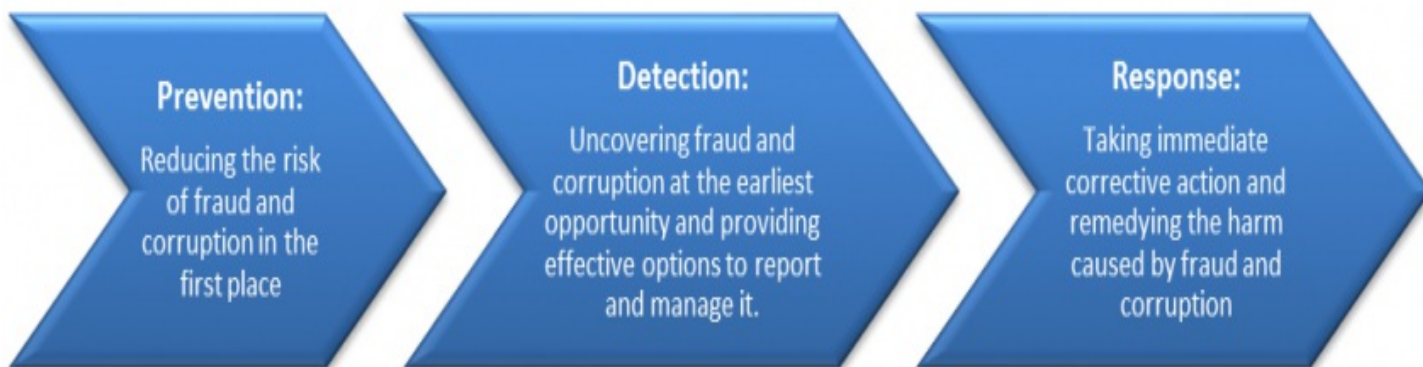 Prevention:
Reducing the risk
of fraud and
corruption in the
first place
Detection:
Uncovering fraud and
corruption at the earliest
opportunity and providing
effective options to report
and manage it.
Response:
Taking immediate
corrective action and
remedying the harm
caused by fraud and
corruption